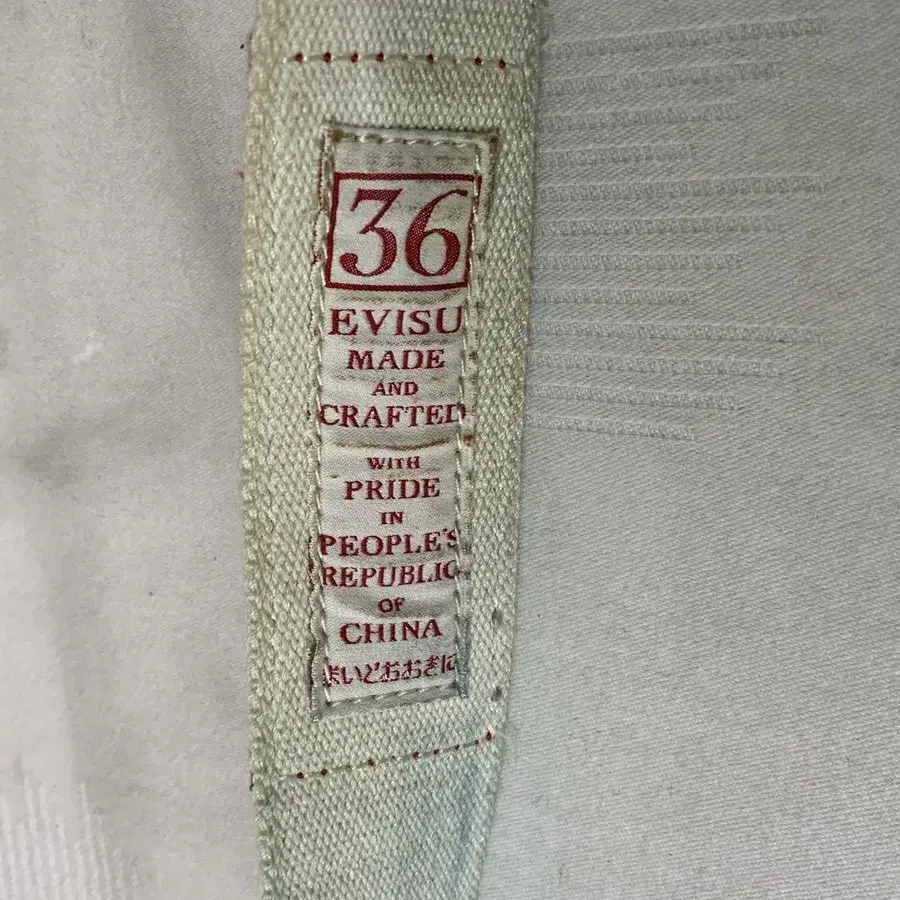 36
EVISU
MADE
AND
CRAFTED
WITH
PRIDE
IN
PEOPLE'S
REPUBLIC
OF
CHINA
まいどおおきに